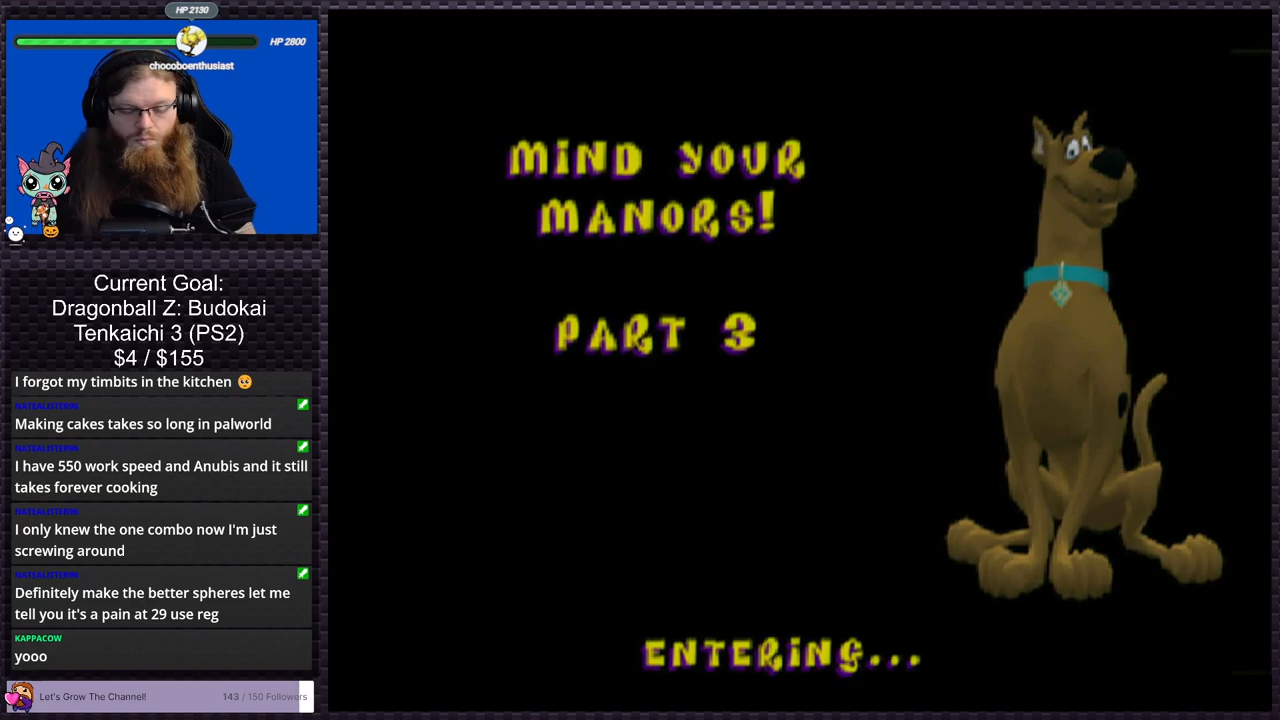 HP 2130
HP 2800
chocoboenthusiast
Current Goal:
Dragonball Z: Budokai
Tenkaichi 3 (PS2)
$4 / $155
I forgot my timbits in the kitchen 🥺
NATEALISTER96
Making cakes takes so long in palworld
NATEALISTER96
I have 550 work speed and Anubis and it still
takes forever cooking
NATEALISTER96
I only knew the one combo now I'm just
screwing around
NATEALISTER96
Definitely make the better spheres let me
tell you it's a pain at 29 use reg
KAPPACOW
yooo
Let's Grow The Channel! 143 / 150 Followers
MiND YOUR
MANORS!
PART 3
ENTERiNG...